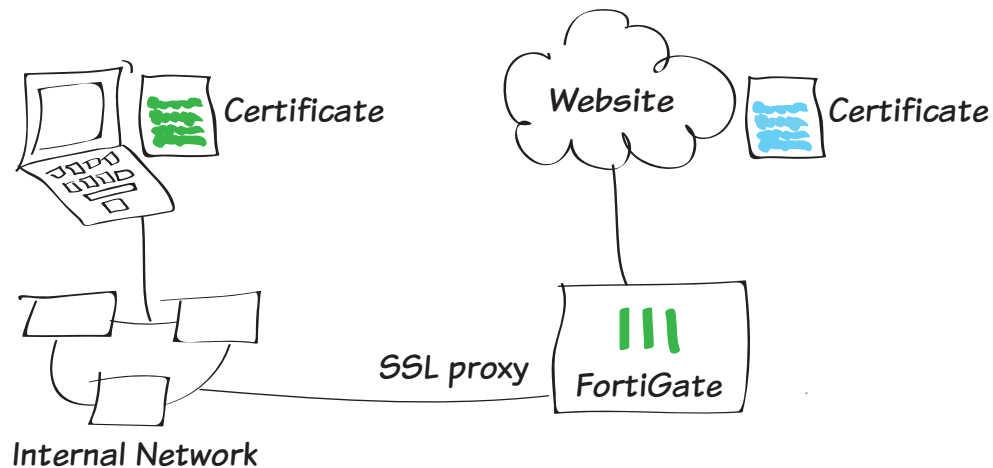 Certificate
Website
Certificate
SSL proxy
FortiGate
Internal Network